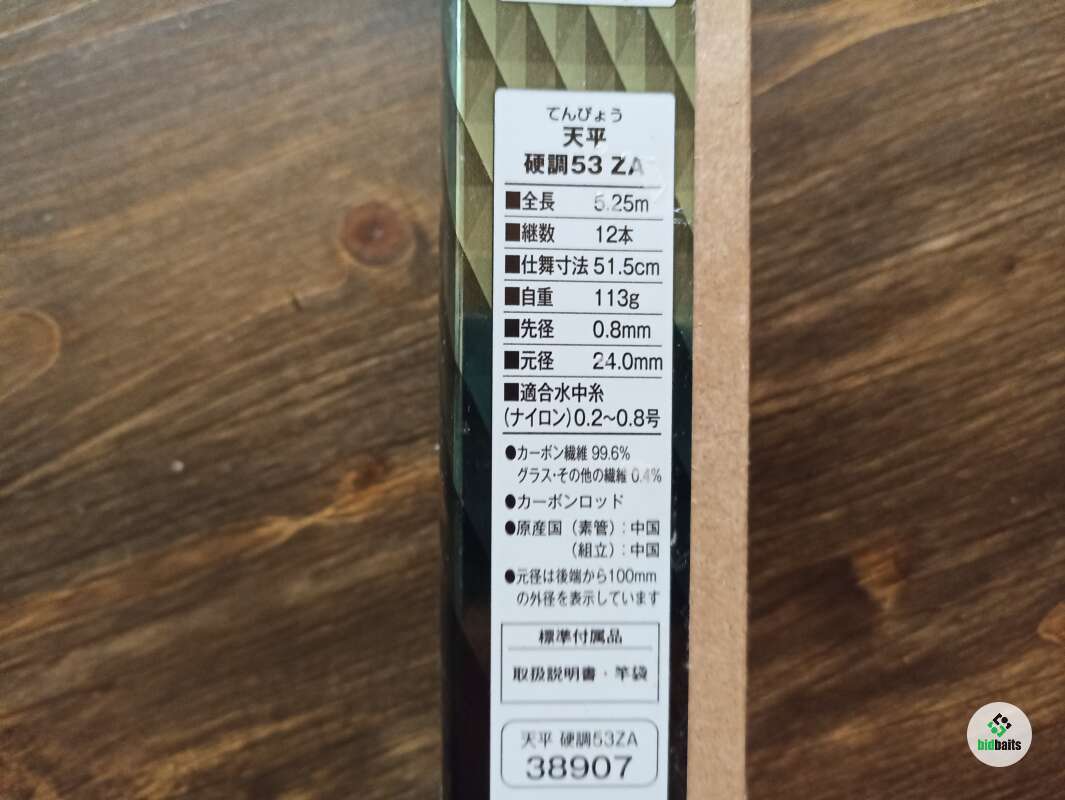 てんびょう
天平
硬調53 ZA
■全長 5.25m
■継数 12本
■仕舞寸法 51.5cm
■自重 113g
■先径 0.8mm
■元径 24.0mm
■適合水中糸
(ナイロン)0.2〜0.8号
●カーボン繊維 99.6%
グラス・その他の繊維 0.4%
●カーボンロッド
●原産国（素管）：中国
（組立）：中国
●元径は後端から100mm
の外径を表示しています
標準付属品
取扱説明書・竿袋
天平 硬調53ZA
38907
bidbaits